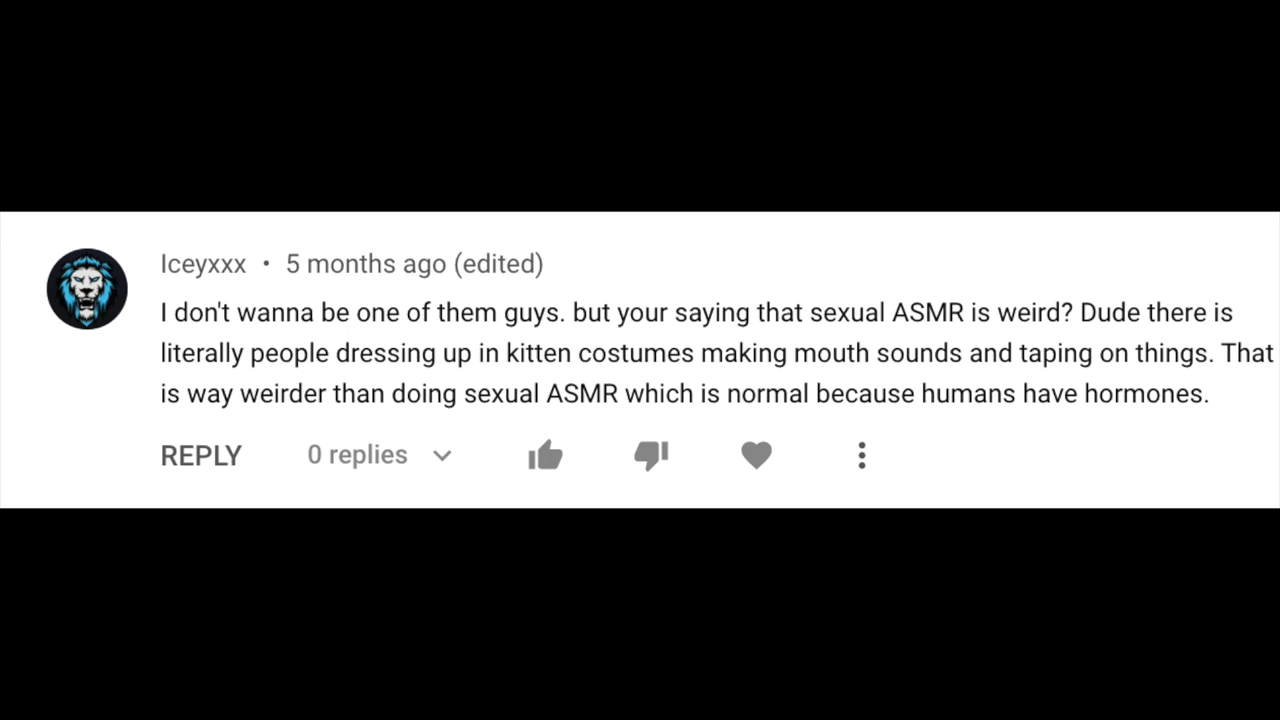 Iceyxxx • 5 months ago (edited)
I don't wanna be one of them guys. but your saying that sexual ASMR is weird? Dude there is
literally people dressing up in kitten costumes making mouth sounds and taping on things. That
is way weirder than doing sexual ASMR which is normal because humans have hormones.
REPLY 0 replies